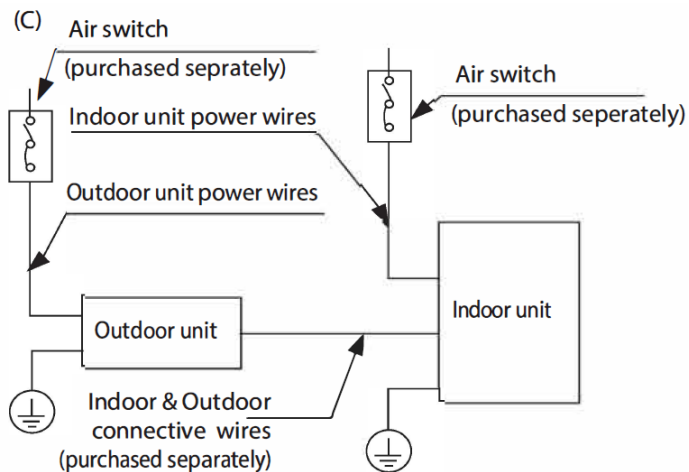 (C)
Air switch
(purchased seprately)
Air switch
(purchased seperately)
Indoor unit power wires
Outdoor unit power wires
Outdoor unit
Indoor unit
Indoor & Outdoor
connective wires
(purchased separately)